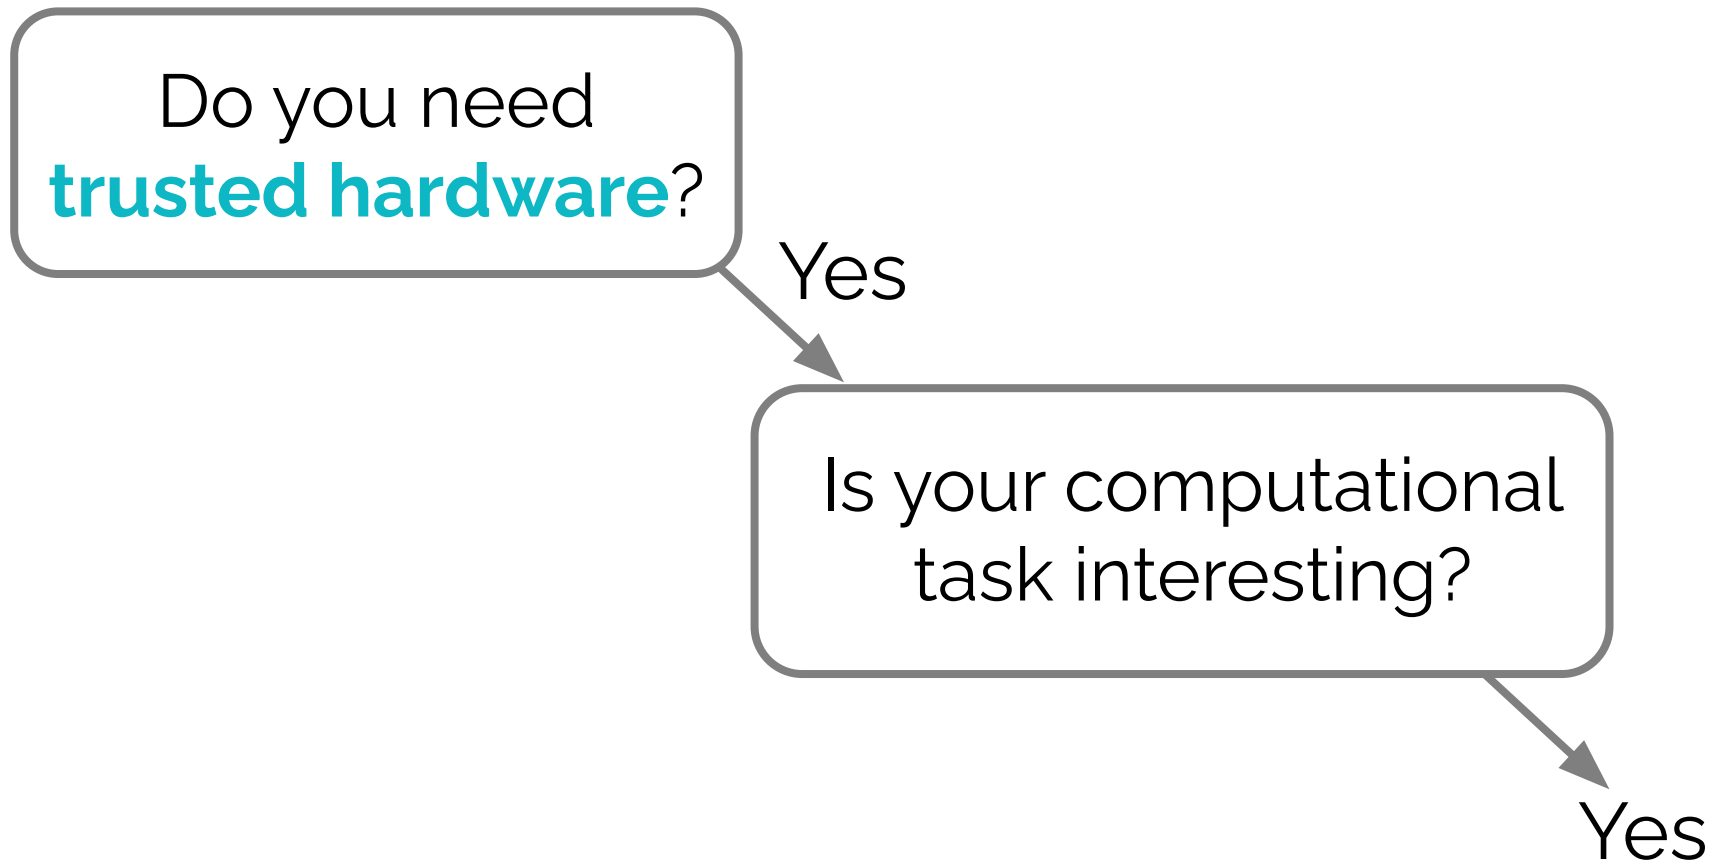 Do you need
trusted hardware?
Yes
Is your computational
task interesting?
Yes